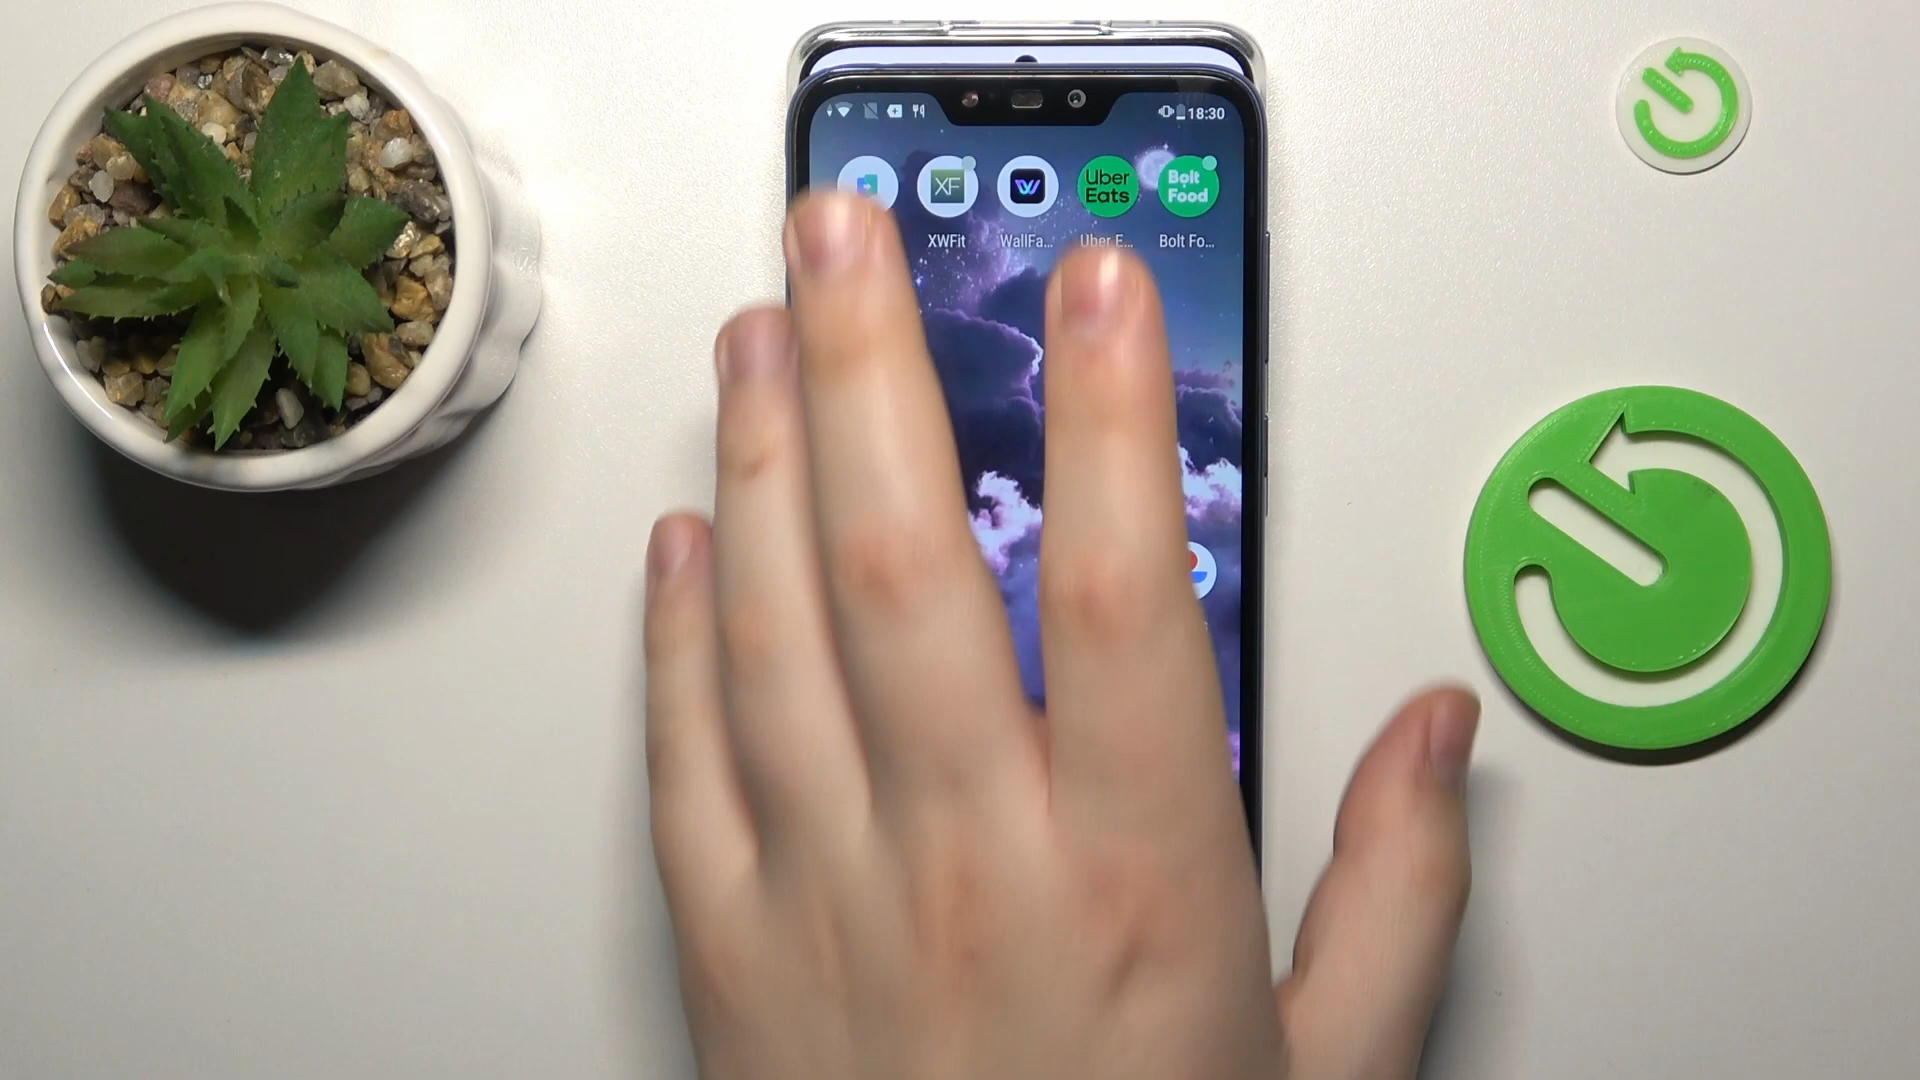 18:30
XF
W
Uber
Eats
Bolt
Food
XWFit
WallFa...
Uber E...
Bolt Fo...